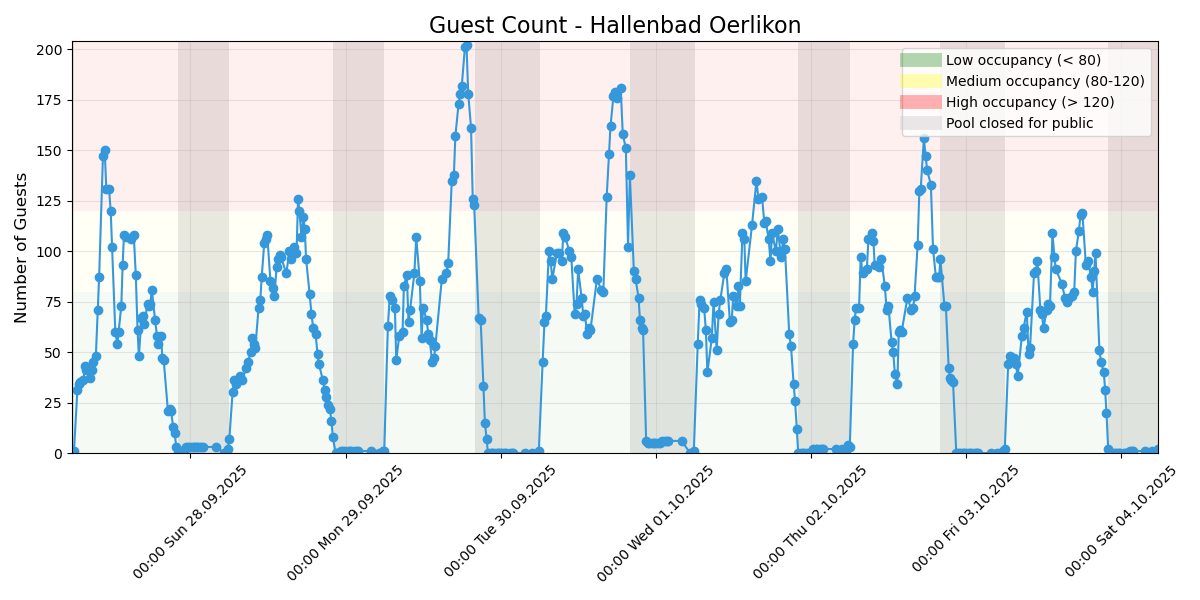 Guest Count - Hallenbad Oerlikon
Number of Guests
200
175
150
125
100
75
50
25
0
Low occupancy (< 80)
Medium occupancy (80-120)
High occupancy (> 120)
Pool closed for public
00:00 Sun 28.09.2025
00:00 Mon 29.09.2025
00:00 Tue 30.09.2025
00:00 Wed 01.10.2025
00:00 Thu 02.10.2025
00:00 Fri 03.10.2025
00:00 Sat 04.10.2025